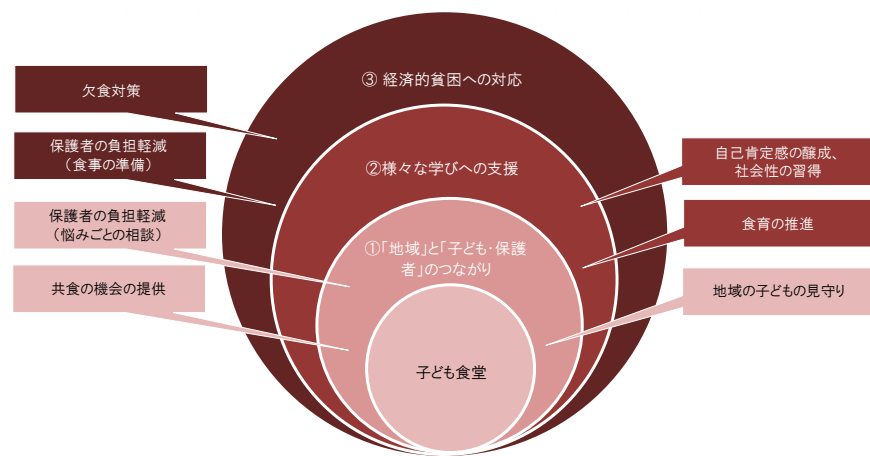 ③ 経済的貧困への対応
欠食対策
保護者の負担軽減
（食事の準備）
②様々な学びへの支援
自己肯定感の醸成、
社会性の習得
保護者の負担軽減
（悩みごとの相談）
食育の推進
①「地域」と「子ども・保護
者」のつながり
共食の機会の提供
地域の子どもの見守り
子ども食堂